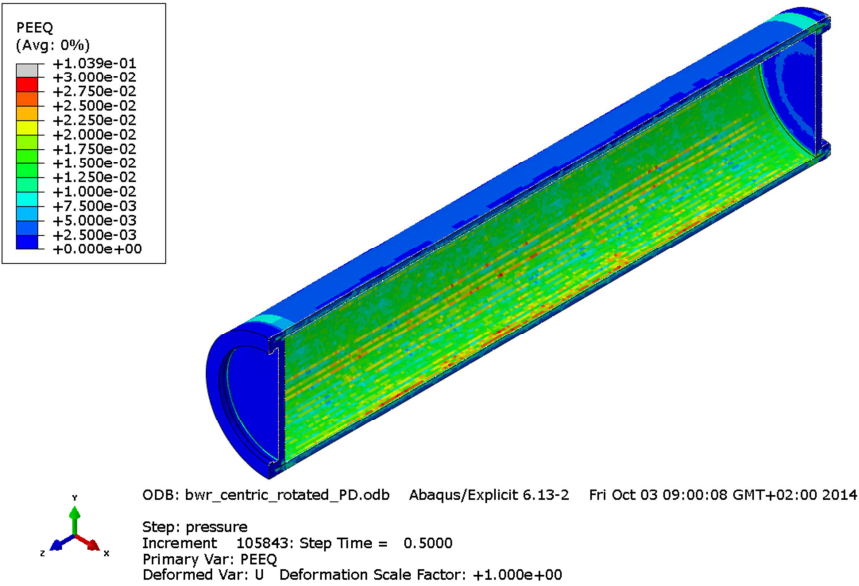 PEEQ
(Avg: 0%)
+1.039e-01
+3.000e-02
+2.750e-02
+2.500e-02
+2.250e-02
+2.000e-02
+1.750e-02
+1.500e-02
+1.250e-02
+1.000e-02
+7.500e-03
+5.000e-03
+2.500e-03
+0.000e+00
Y
Z
X
ODB: bwr_centric_rotated_PD.odb Abaqus/Explicit 6.13-2 Fri Oct 03 09:00:08 GMT+02:00 2014
Step: pressure
Increment 105843: Step Time = 0.5000
Primary Var: PEEQ
Deformed Var: U Deformation Scale Factor: +1.000e+00